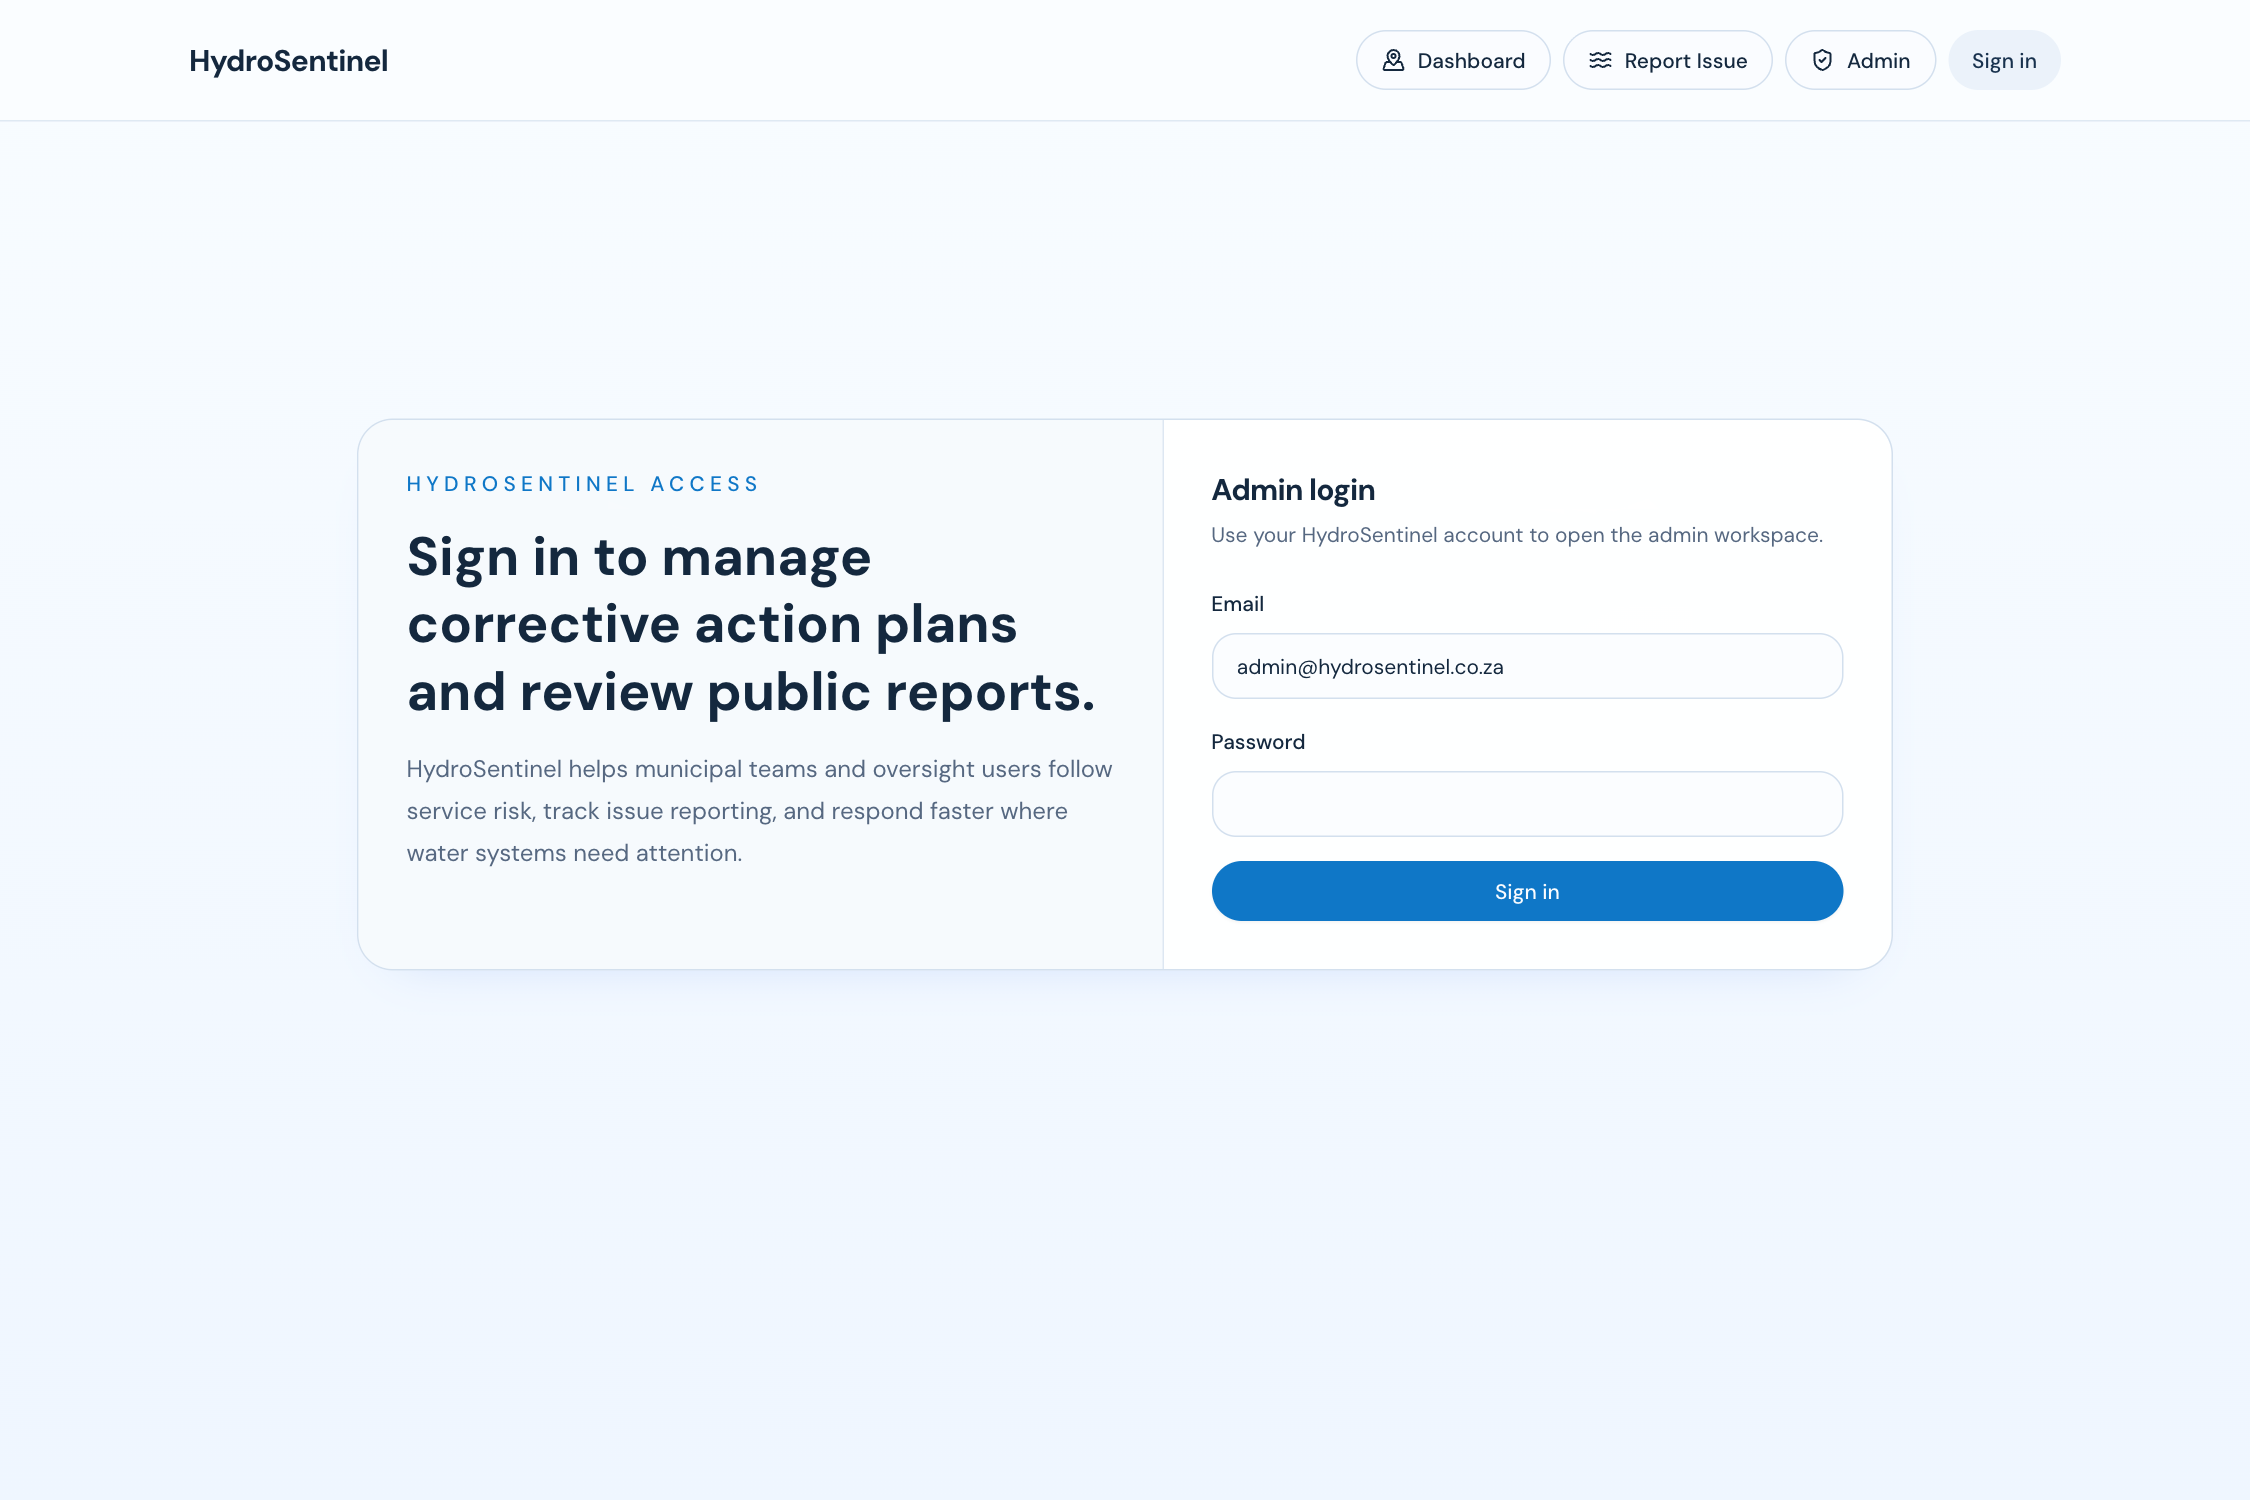 HydroSentinel
Dashboard
Report Issue
Admin
Sign in
HYDROSENTINEL ACCESS
Sign in to manage
corrective action plans
and review public reports.
HydroSentinel helps municipal teams and oversight users follow
service risk, track issue reporting, and respond faster where
water systems need attention.
Admin login
Use your HydroSentinel account to open the admin workspace.
Email
admin@hydrosentinel.co.za
Password
Sign in